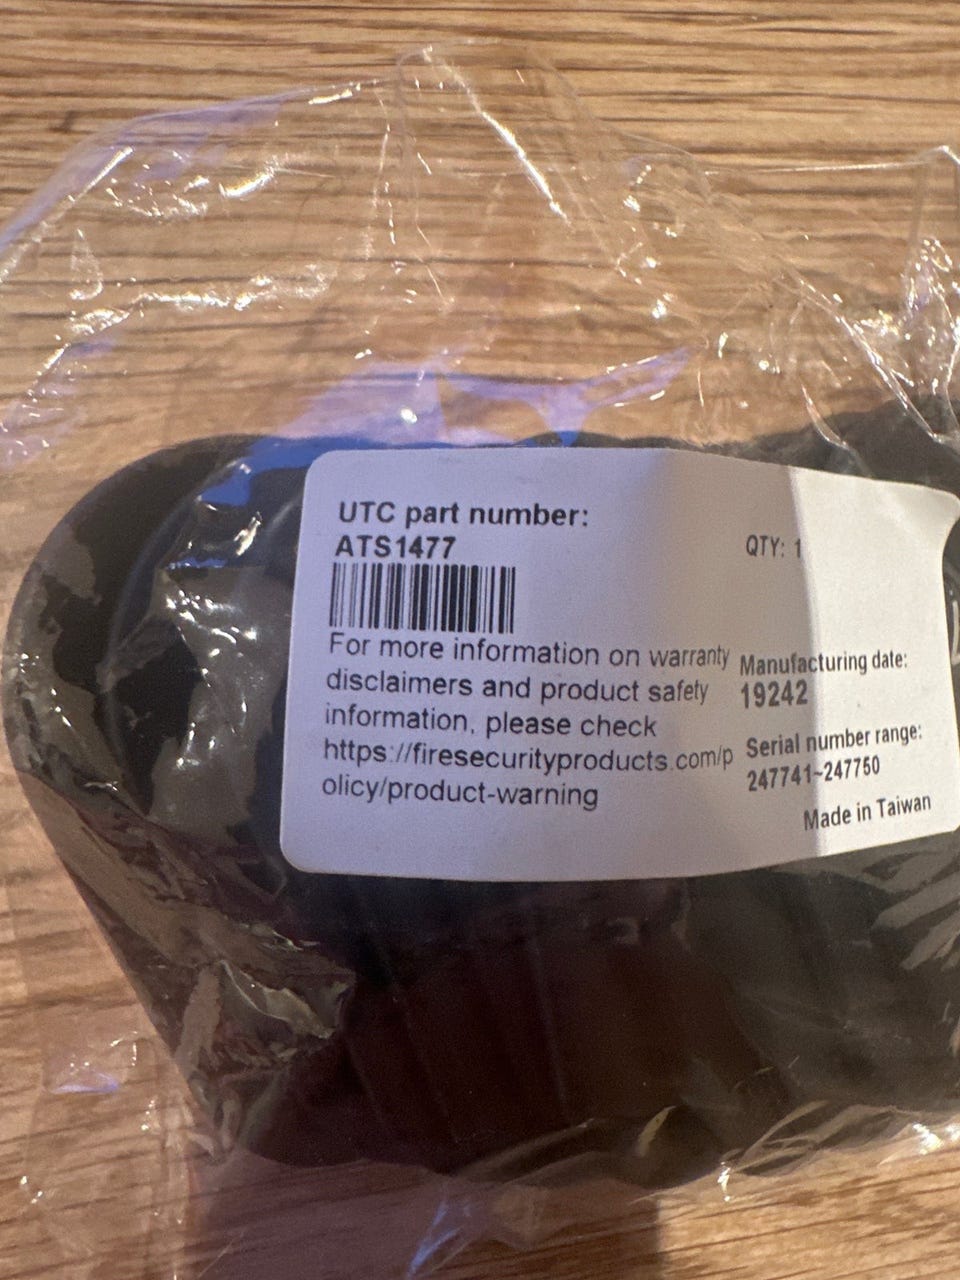 UTC part number:
ATS1477
QTY: 1
For more information on warranty
disclaimers and product safety
information, please check
https://firesecurityproducts.com/p
olicy/product-warning
Manufacturing date:
19242
Serial number range:
247741~247750
Made in Taiwan